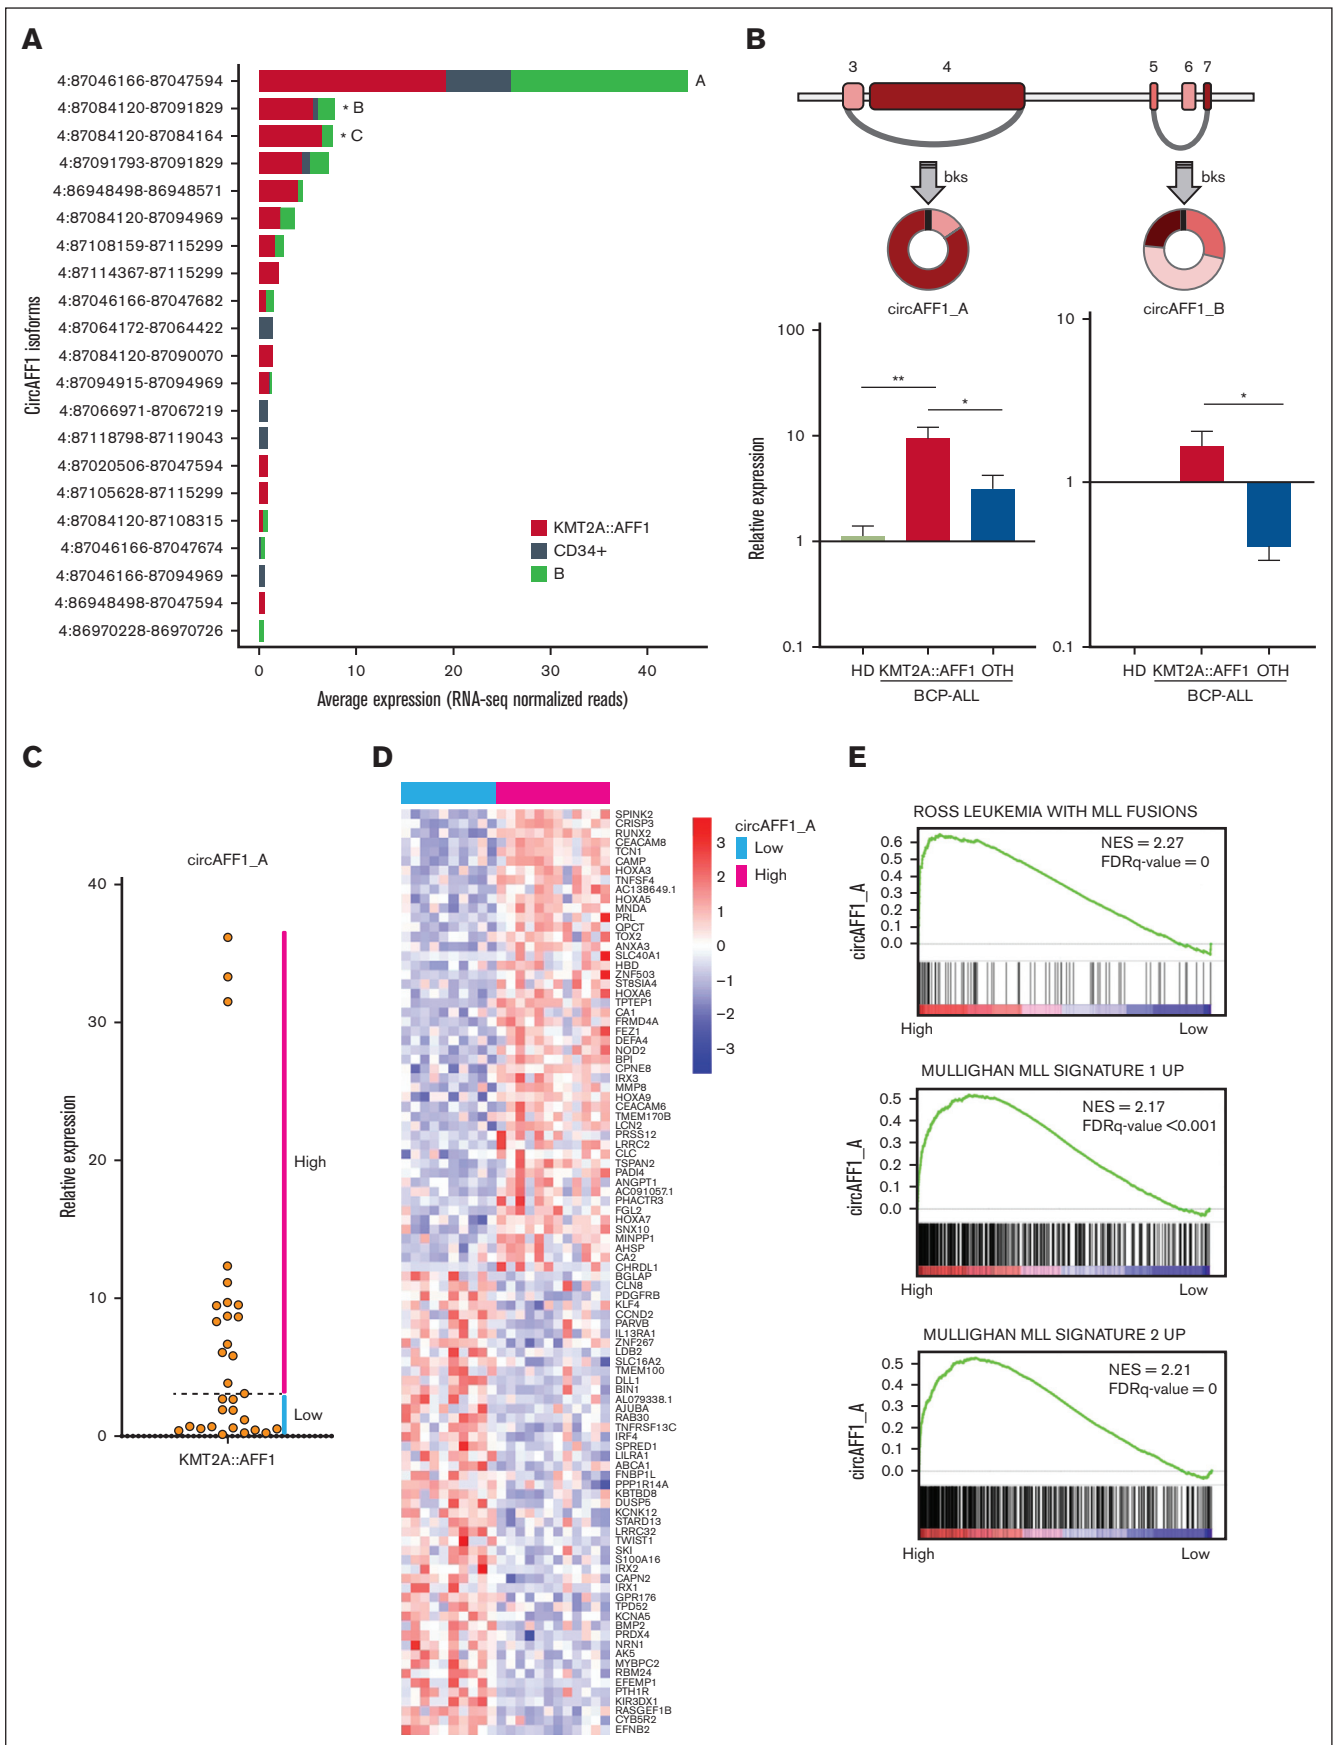 A
CircAFF1 isoforms
4:87046166-87047594
A
4:87084120-87091829
* B
4:87084120-87084164
* C
4:87091793-87091829
4:86948498-86948571
4:87084120-87094969
4:87108159-87115299
4:87114367-87115299
4:87046166-87047682
4:87064172-87064422
4:87084120-87090070
4:87094915-87094969
4:87066971-87067219
4:87118798-87119043
4:87020506-87047594
4:87105628-87115299
4:87084120-87108315
4:87046166-87047674
4:87046166-87094969
4:86948498-87047594
4:86970228-86970726
KMT2A::AFF1
CD34+
B
0 10 20 30 40
Average expression (RNA-seq normalized reads)
B
3 4 5 6 7
bks bks
circAFF1_A circAFF1_B
Relative expression
100
10
1
0.1
**
*
HD KMT2A::AFF1 OTH
BCP-ALL
10
1
0.1
*
HD KMT2A::AFF1 OTH
BCP-ALL
C
circAFF1_A
Relative expression
40
30
20
10
0
High
Low
KMT2A::AFF1
D
SPINK2
CRISP3
RUNX2
CEACAM8
TCN1
CAMP
HOXA3
TNFSF4
AC138649.1
HOXA5
MNDA
PRL
QPCT
TOX2
ANXA3
SLC40A1
HBD
ZNF503
ST8SIA4
HOXA6
TPTEP1
CA1
FRMD4A
FEZ1
DEFA4
NOD2
BPI
CPNE8
IRX3
MMP8
HOXA9
CEACAM6
TMEM170B
LCN2
PRSS12
LRRC2
CLC
TSPAN2
PADI4
ANGPT1
AC091057.1
PHACTR3
FGL2
HOXA7
SNX10
MINPP1
AHSP
CA2
CHRDL1
BGLAP
CLN8
PDGFRB
KLF4
CCND2
PARVB
IL13RA1
ZNF267
LDB2
SLC16A2
TMEM100
DLL1
BIN1
AL079338.1
AJUBA
RAB30
TNFRSF13C
IRF4
SPRED1
LILRA1
ABCA1
FNBP1L
PPP1R14A
KBTBD8
DUSP5
KCNK12
STARD13
LRRC32
TWIST1
SKI
S100A16
IRX2
CAPN2
IRX1
GPR176
TPD52
KCNA5
BMP2
PRDX4
NRN1
AK5
MYBPC2
RBM24
EFEMP1
PTH1R
KIR3DX1
RASGEF1B
CYB5R2
EFNB2
3
2
1
0
−1
−2
−3
circAFF1_A
Low
High
E
ROSS LEUKEMIA WITH MLL FUSIONS
circAFF1_A
0.6
0.5
0.4
0.3
0.2
0.1
0.0
NES = 2.27
FDRq-value = 0
High Low
MULLIGHAN MLL SIGNATURE 1 UP
circAFF1_A
0.5
0.4
0.3
0.2
0.1
0.0
NES = 2.17
FDRq-value <0.001
High Low
MULLIGHAN MLL SIGNATURE 2 UP
circAFF1_A
0.5
0.4
0.3
0.2
0.1
0.0
NES = 2.21
FDRq-value = 0
High Low